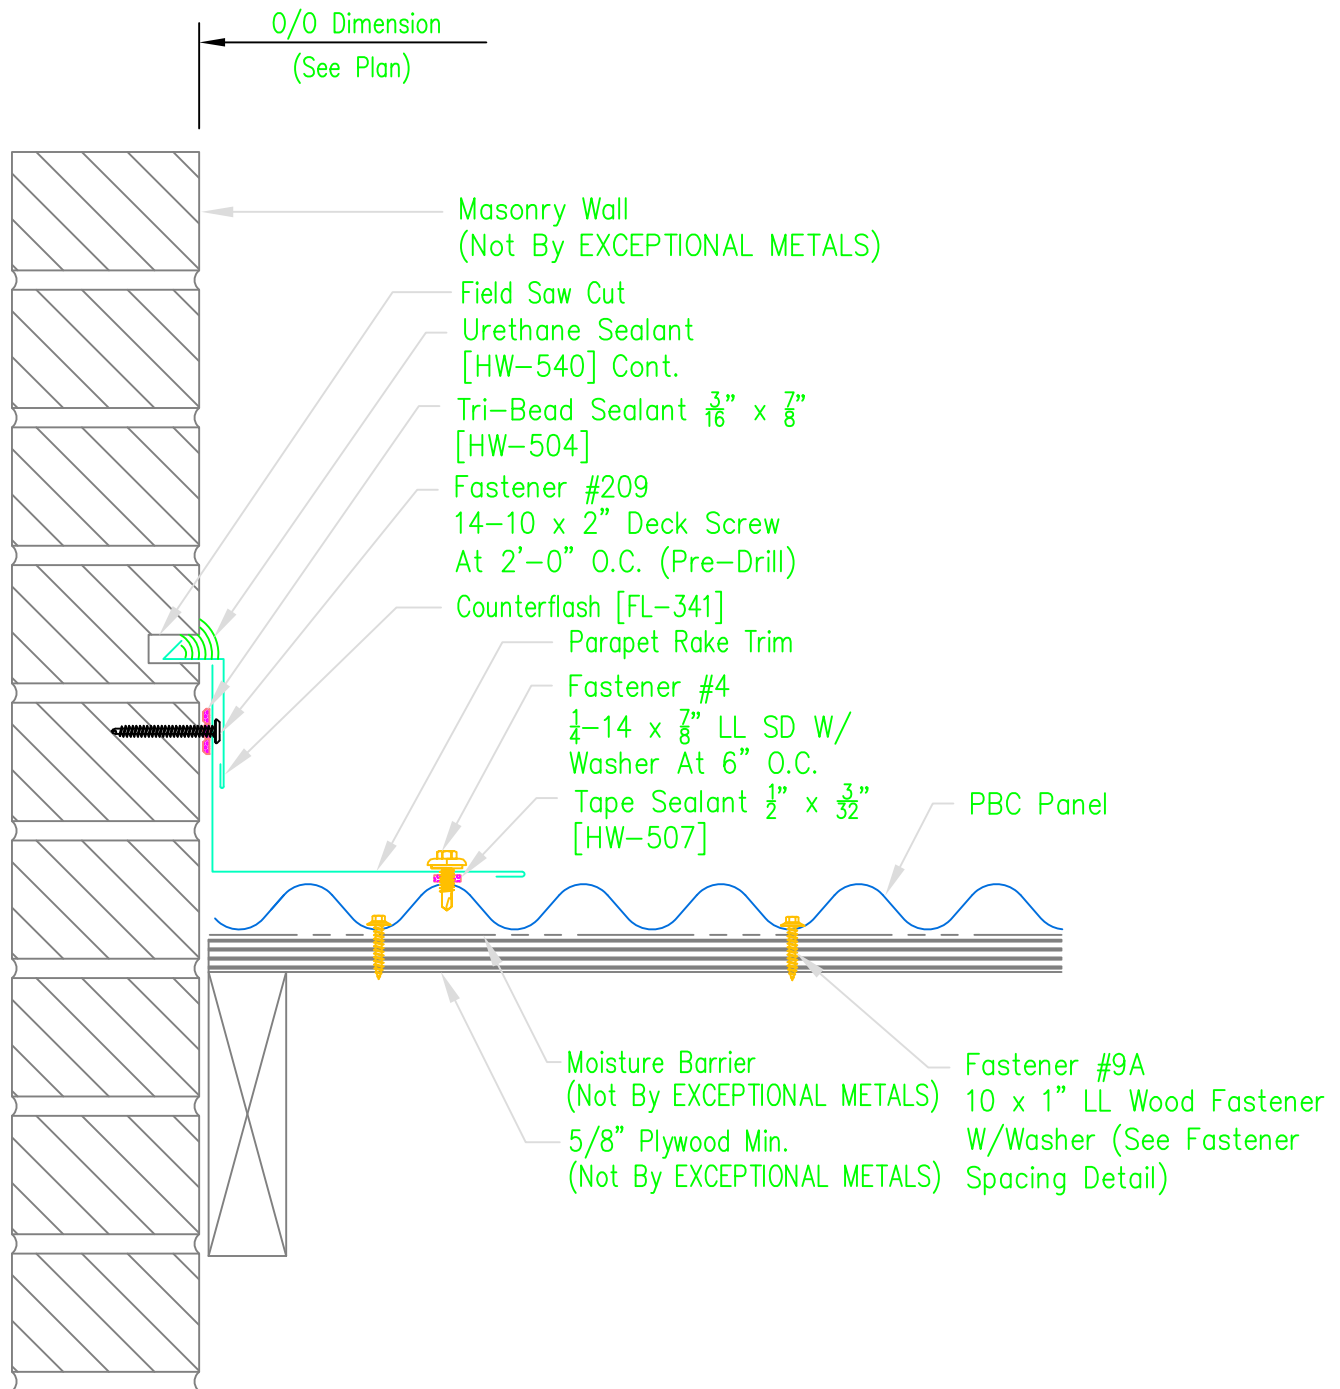 O/O Dimension
(See Plan)
Masonry Wall
(Not By EXCEPTIONAL METALS)
Field Saw Cut
Urethane Sealant
[HW-540] Cont.
Tri-Bead Sealant 3/16" x 7/8"
[HW-504]
Fastener #209
14-10 x 2" Deck Screw
At 2'-0" O.C. (Pre-Drill)
Counterflash [FL-341]
Parapet Rake Trim
Fastener #4
1/4-14 x 7/8" LL SD W/
Washer At 6" O.C.
Tape Sealant 1/2" x 3/32"
[HW-507]
PBC Panel
Moisture Barrier
(Not By EXCEPTIONAL METALS)
5/8" Plywood Min.
(Not By EXCEPTIONAL METALS)
Fastener #9A
10 x 1" LL Wood Fastener
W/Washer (See Fastener
Spacing Detail)